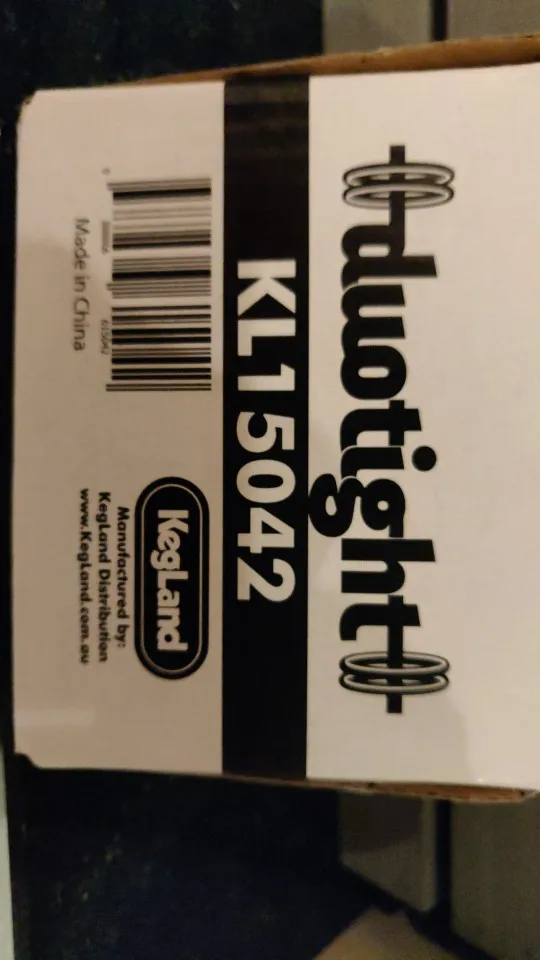 duotight
KL15042
Made in China
KegLand
Manufactured by:
KegLand Distribution
www.KegLand.com.au